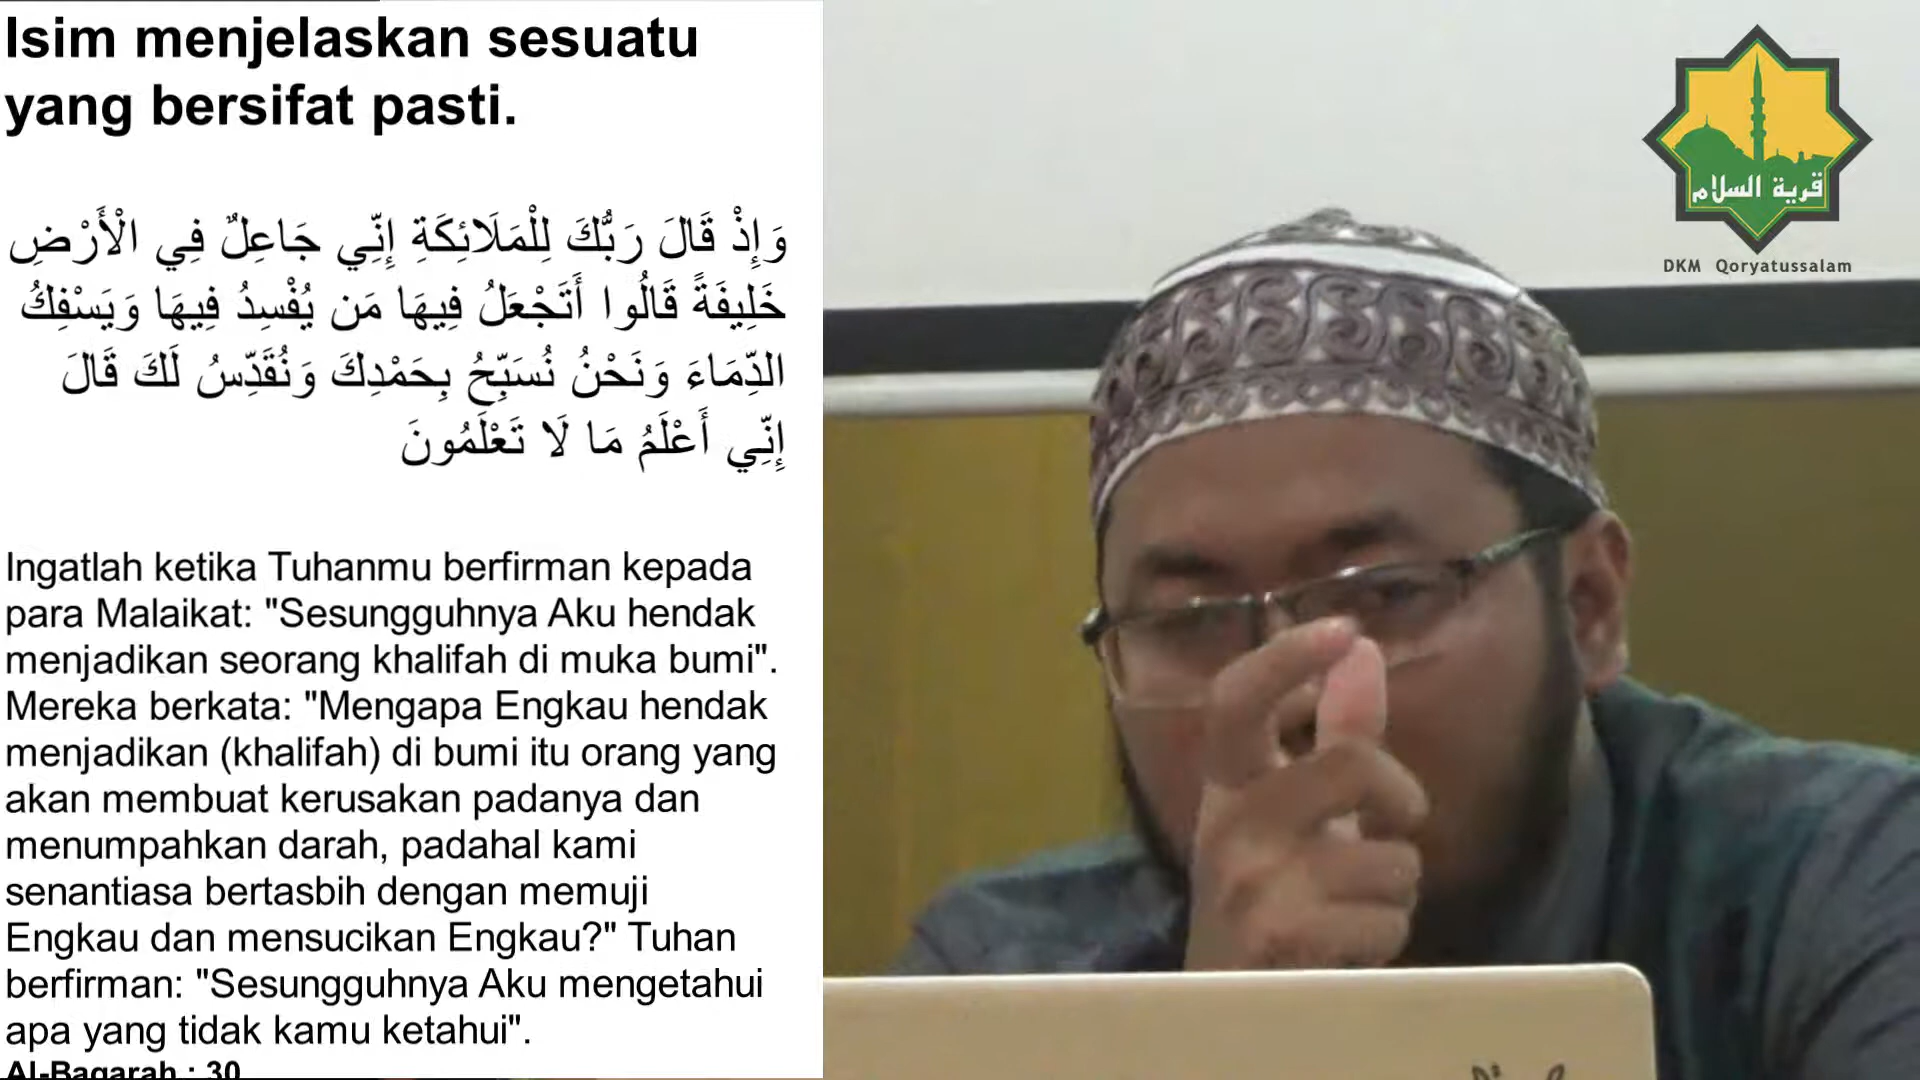 Isim menjelaskan sesuatu
yang bersifat pasti.
وَإِذْ قَالَ رَبُّكَ لِلْمَلَائِكَةِ إِنِّي جَاعِلٌ فِي الْأَرْضِ
خَلِيفَةً قَالُوا أَتَجْعَلُ فِيهَا مَن يُفْسِدُ فِيهَا وَيَسْفِكُ
الدِّمَاءَ وَنَحْنُ نُسَبِّحُ بِحَمْدِكَ وَنُقَدِّسُ لَكَ قَالَ
إِنِّي أَعْلَمُ مَا لَا تَعْلَمُونَ
Ingatlah ketika Tuhanmu berfirman kepada
para Malaikat: "Sesungguhnya Aku hendak
menjadikan seorang khalifah di muka bumi".
Mereka berkata: "Mengapa Engkau hendak
menjadikan (khalifah) di bumi itu orang yang
akan membuat kerusakan padanya dan
menumpahkan darah, padahal kami
senantiasa bertasbih dengan memuji
Engkau dan mensucikan Engkau?" Tuhan
berfirman: "Sesungguhnya Aku mengetahui
apa yang tidak kamu ketahui".
Al-Baqarah : 30
قرية السلام
DKM Qoryatussalam